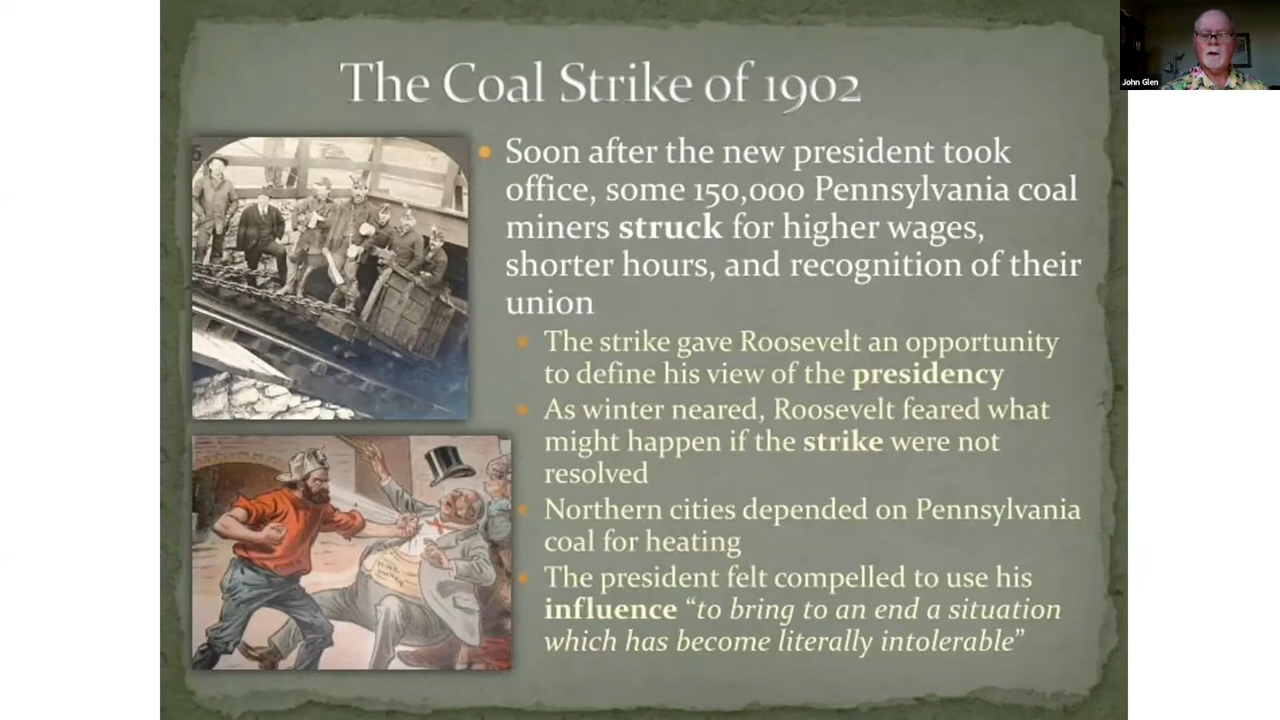 The Coal Strike of 1902
John Glen
Soon after the new president took
office, some 150,000 Pennsylvania coal
miners struck for higher wages,
shorter hours, and recognition of their
union
The strike gave Roosevelt an opportunity
to define his view of the presidency
As winter neared, Roosevelt feared what
might happen if the strike were not
resolved
Northern cities depended on Pennsylvania
coal for heating
The president felt compelled to use his
influence “to bring to an end a situation
which has become literally intolerable”